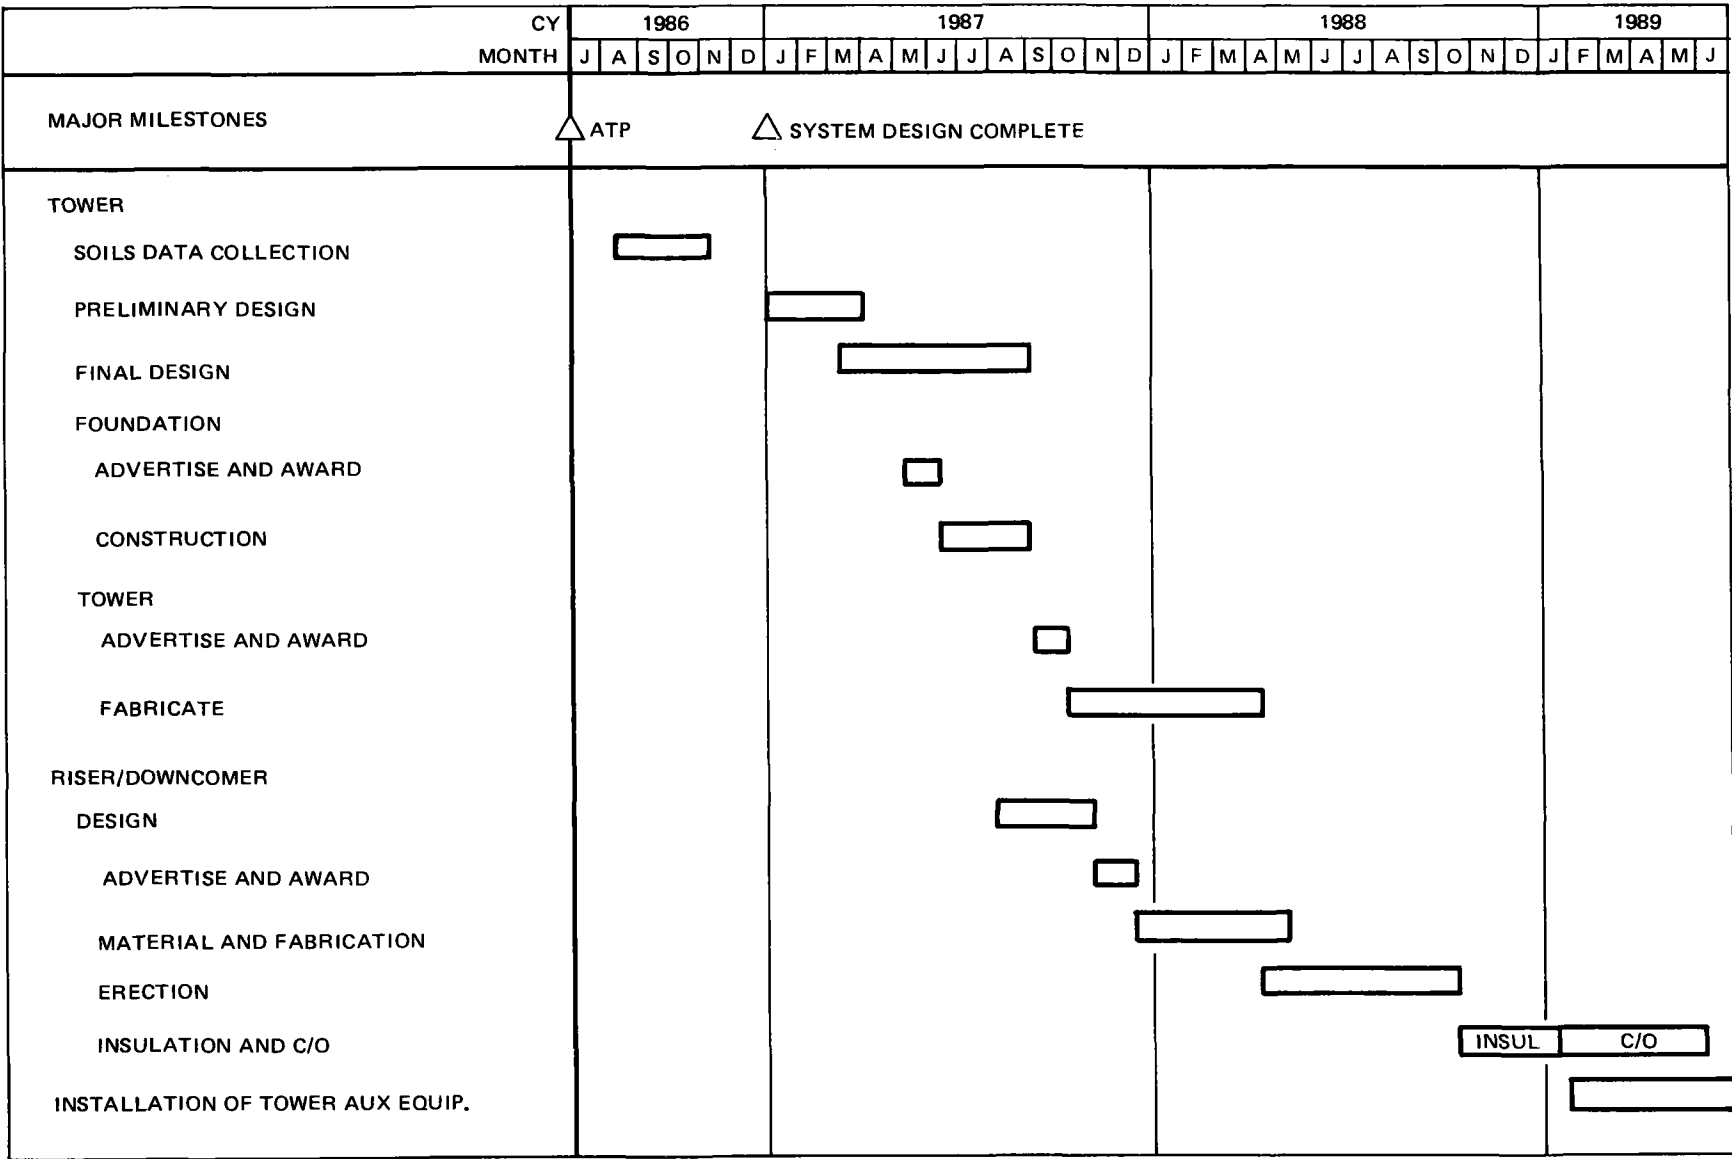 CY 1986 1987 1988 1989
MONTH J A S O N D J F M A M J J A S O N D J F M A M J J A S O N D J F M A M J
MAJOR MILESTONES ATP SYSTEM DESIGN COMPLETE
TOWER
SOILS DATA COLLECTION
PRELIMINARY DESIGN
FINAL DESIGN
FOUNDATION
ADVERTISE AND AWARD
CONSTRUCTION
TOWER
ADVERTISE AND AWARD
FABRICATE
RISER/DOWNCOMER
DESIGN
ADVERTISE AND AWARD
MATERIAL AND FABRICATION
ERECTION
INSULATION AND C/O INSUL C/O
INSTALLATION OF TOWER AUX EQUIP.